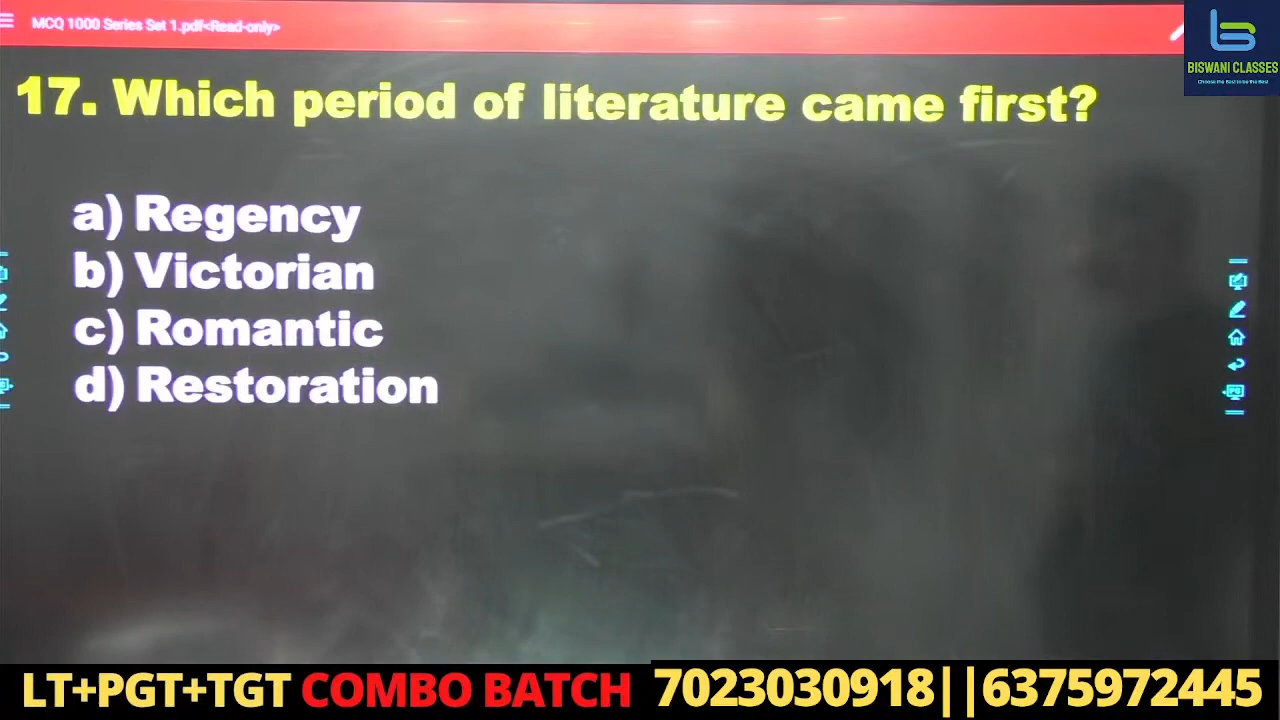 MCQ 1000 Series Set 1.pdf<Read-only>
BISWANI CLASSES
17. Which period of literature came first?
a) Regency
b) Victorian
c) Romantic
d) Restoration
LT+PGT+TGT COMBO BATCH 7023030918||6375972445